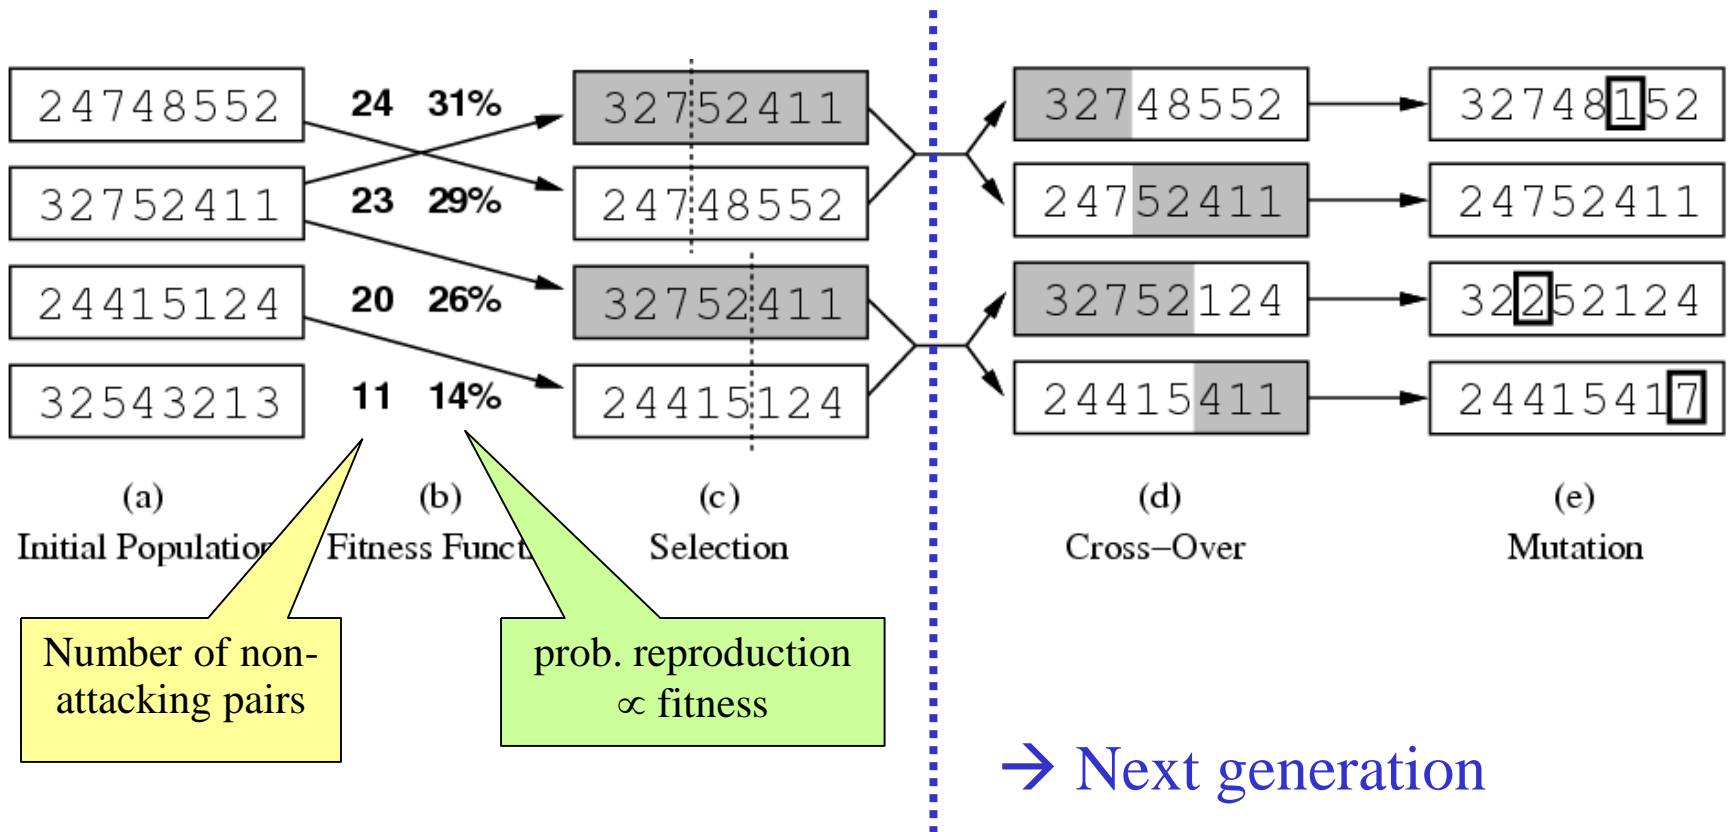 24748552 24 31% 32752411 32748552 32748152
32752411 23 29% 24748552 24752411 24752411
24415124 20 26% 32752411 32752124 32252124
32543213 11 14% 24415124 24415411 24415417
(a) (b) (c) (d) (e)
Initial Population Fitness Funct Selection Cross–Over Mutation
Number of non-
attacking pairs
prob. reproduction
∝ fitness
→ Next generation